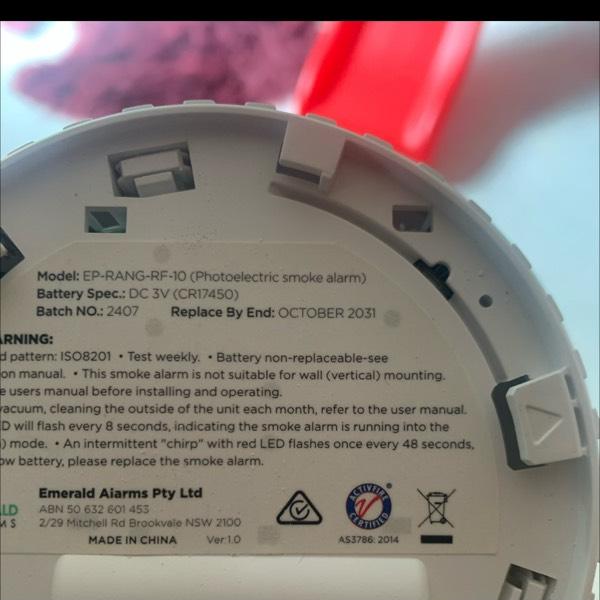 Model: EP-RANG-RF-10 (Photoelectric smoke alarm)
Battery Spec.: DC 3V (CR17450)
Batch NO.: 2407 Replace By End: OCTOBER 2031
ARNING:
d pattern: ISO8201 • Test weekly. • Battery non-replaceable-see
on manual. • This smoke alarm is not suitable for wall (vertical) mounting.
e users manual before installing and operating.
vacuum, cleaning the outside of the unit each month, refer to the user manual.
D will flash every 8 seconds, indicating the smoke alarm is running into the
) mode. • An intermittent "chirp" with red LED flashes once every 48 seconds,
ow battery, please replace the smoke alarm.
Emerald Aiarms Pty Ltd
ABN 50 632 601 453
2/29 Mitchell Rd Brookvale NSW 2100
MADE IN CHINA Ver 1.0
LD
M S
ACTIVFIRE
CERTIFIED
AS3786: 2014